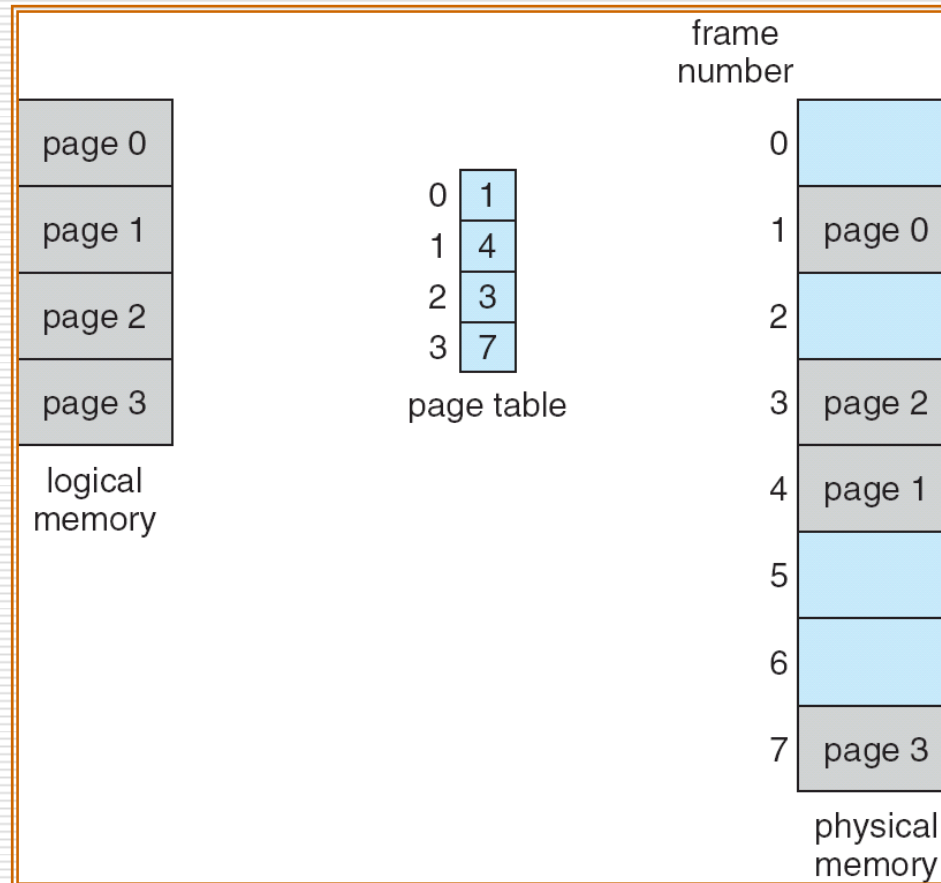 page 0
page 1
page 2
page 3
logical
memory
0 1
1 4
2 3
3 7
page table
frame
number
0
1 page 0
2
3 page 2
4 page 1
5
6
7 page 3
physical
memory